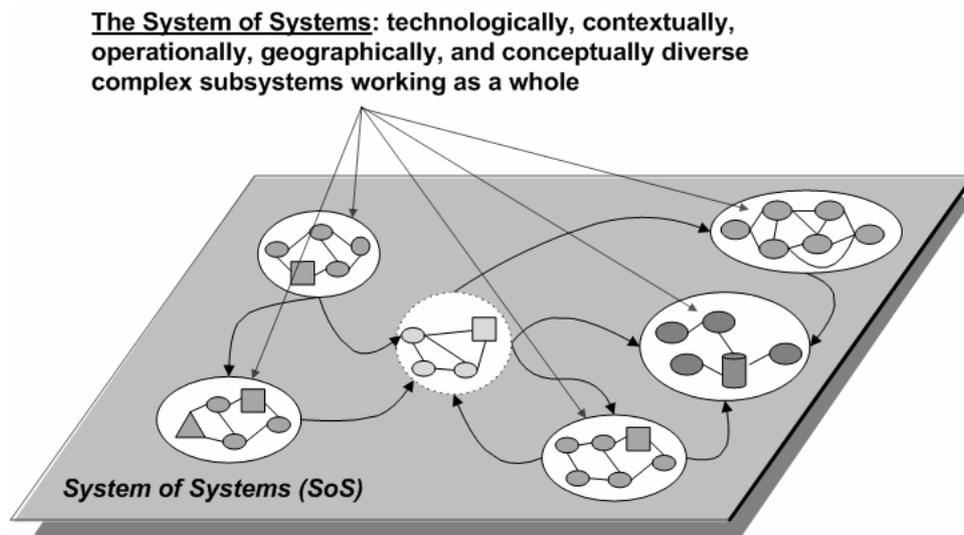 The System of Systems: technologically, contextually,
operationally, geographically, and conceptually diverse
complex subsystems working as a whole
System of Systems (SoS)